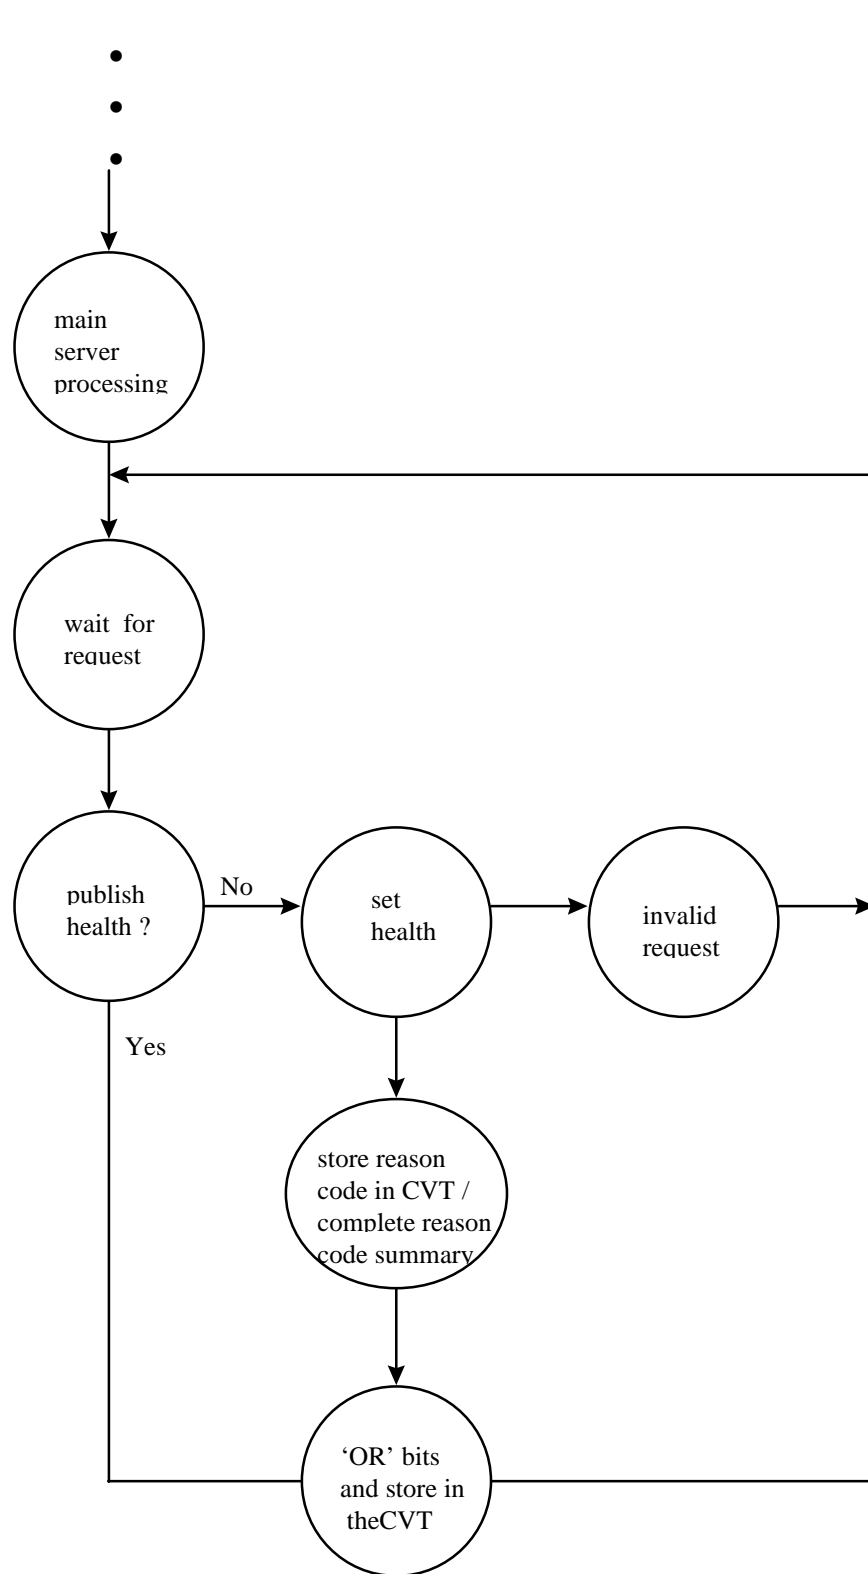 main
server
processing
wait for
request
publish
health ?
No
set
health
invalid
request
Yes
store reason
code in CVT /
complete reason
code summary
‘OR’ bits
and store in
theCVT